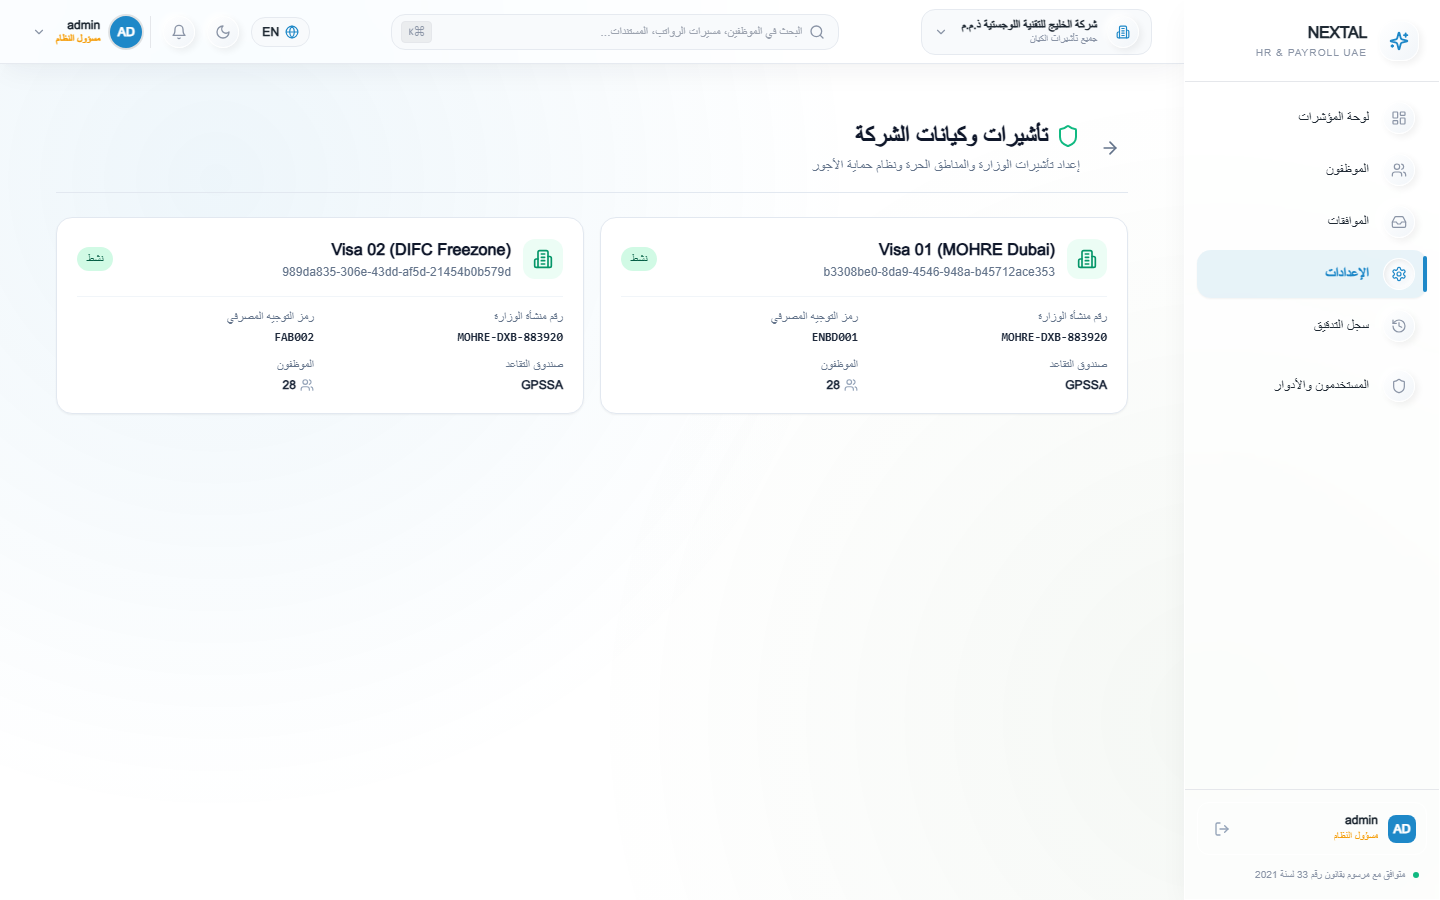 NEXTAL
HR & PAYROLL UAE
لوحة المؤشرات
الموظفون
الموافقات
الإعدادات
سجل التدقيق
المستخدمون والأدوار
AD
admin
مسؤول النظام
متوافق مع مرسوم بقانون رقم 33 لسنة 2021
شركة الخليج للتقنية اللوجستية ذ.م.م
جميع تأشيرات الكيان
البحث في الموظفين، مسيرات الرواتب، المستندات...
⌘K
EN
AD
admin
مسؤول النظام
تأشيرات وكيانات الشركة
إعداد تأشيرات الوزارة والمناطق الحرة ونظام حماية الأجور
Visa 01 (MOHRE Dubai)
b3308be0-8da9-4546-948a-b45712ace353
نشط
رقم منشأة الوزارة
MOHRE-DXB-883920
رمز التوجيه المصرفي
ENBD001
صندوق التقاعد
GPSSA
الموظفون
28
Visa 02 (DIFC Freezone)
989da835-306e-43dd-af5d-21454b0b579d
نشط
رقم منشأة الوزارة
MOHRE-DXB-883920
رمز التوجيه المصرفي
FAB002
صندوق التقاعد
GPSSA
الموظفون
28